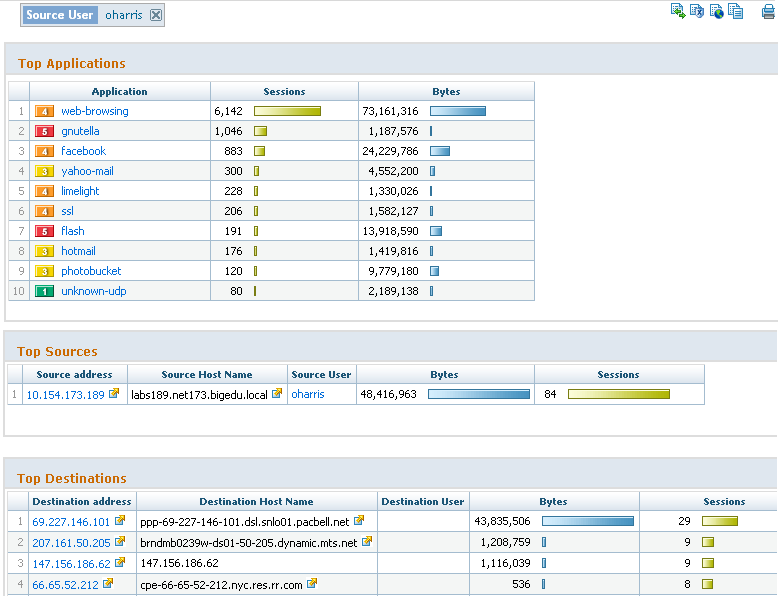 Source User oharris
Top Applications
Application Sessions Bytes
1 4 web-browsing 6,142 73,161,316
2 5 gnutella 1,046 1,187,576
3 4 facebook 883 24,229,786
4 3 yahoo-mail 300 4,552,200
5 4 limelight 228 1,330,026
6 4 ssl 206 1,582,127
7 5 flash 191 13,918,590
8 3 hotmail 176 1,419,816
9 3 photobucket 120 9,779,180
10 1 unknown-udp 80 2,189,138
Top Sources
Source address Source Host Name Source User Bytes Sessions
1 10.154.173.189 labs189.net173.bigedu.local oharris 48,416,963 84
Top Destinations
Destination address Destination Host Name Destination User Bytes Sessions
1 69.227.146.101 ppp-69-227-146-101.dsl.snlo01.pacbell.net 43,835,506 29
2 207.161.50.205 brndmb0239w-ds01-50-205.dynamic.mts.net 1,208,759 9
3 147.156.186.62 147.156.186.62 1,116,039 9
4 66.65.52.212 cpe-66-65-52-212.nyc.res.rr.com 536 8